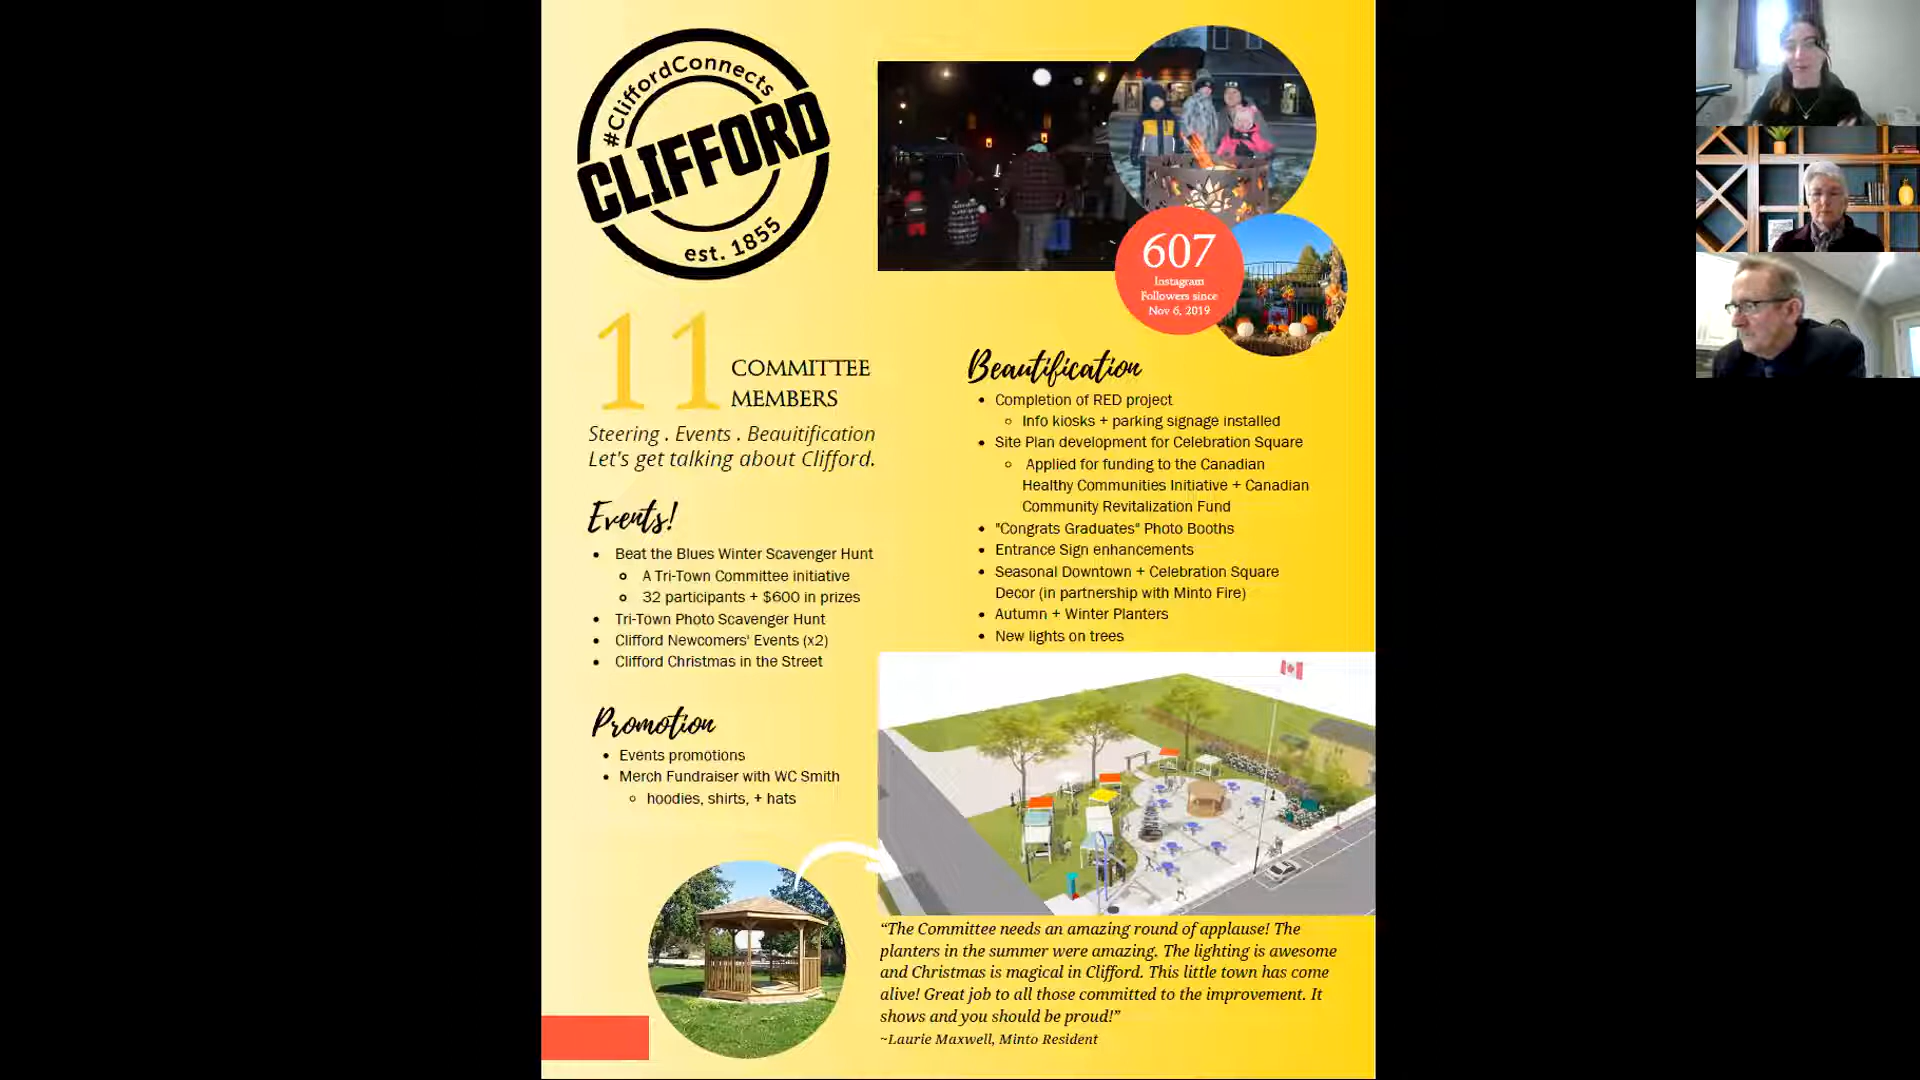 #CliffordConnects
CLIFFORD
est. 1855
607
Instagram
Followers since
Nov 6, 2019
11
COMMITTEE
MEMBERS
Steering . Events . Beauitification
Let's get talking about Clifford.
Events!
• Beat the Blues Winter Scavenger Hunt
○ A Tri-Town Committee initiative
○ 32 participants + $600 in prizes
• Tri-Town Photo Scavenger Hunt
• Clifford Newcomers' Events (x2)
• Clifford Christmas in the Street
Promotion
• Events promotions
• Merch Fundraiser with WC Smith
○ hoodies, shirts, + hats
Beautification
• Completion of RED project
○ Info kiosks + parking signage installed
• Site Plan development for Celebration Square
○ Applied for funding to the Canadian
Healthy Communities Initiative + Canadian
Community Revitalization Fund
• "Congrats Graduates" Photo Booths
• Entrance Sign enhancements
• Seasonal Downtown + Celebration Square
Decor (in partnership with Minto Fire)
• Autumn + Winter Planters
• New lights on trees
“The Committee needs an amazing round of applause! The
planters in the summer were amazing. The lighting is awesome
and Christmas is magical in Clifford. This little town has come
alive! Great job to all those committed to the improvement. It
shows and you should be proud!”
~Laurie Maxwell, Minto Resident